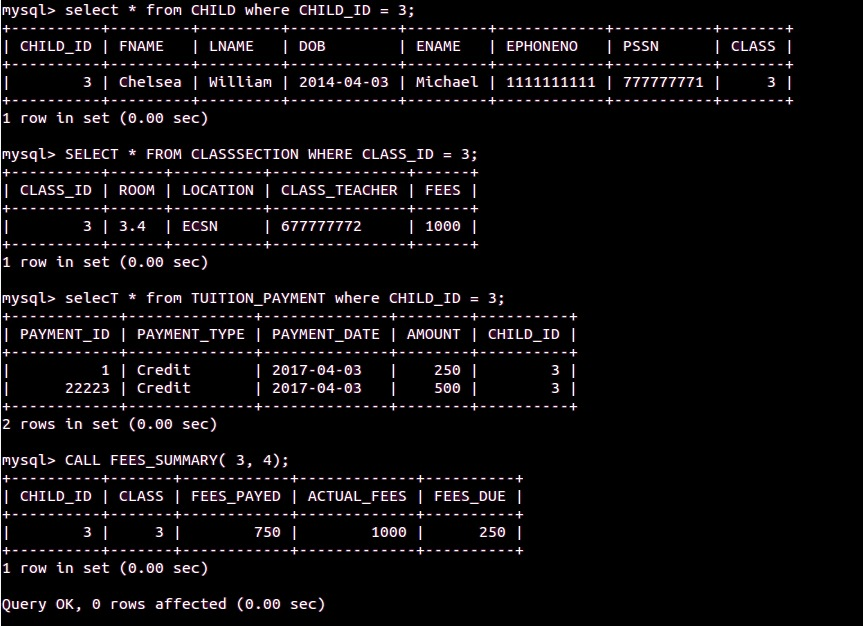 mysql> select * from CHILD where CHILD_ID = 3;
+----------+---------+---------+------------+---------+------------+-----------+-------+
| CHILD_ID | FNAME   | LNAME   | DOB        | ENAME   | EPHONENO   | PSSN      | CLASS |
+----------+---------+---------+------------+---------+------------+-----------+-------+
|        3 | Chelsea | William | 2014-04-03 | Michael | 1111111111 | 777777771 |     3 |
+----------+---------+---------+------------+---------+------------+-----------+-------+
1 row in set (0.00 sec)
mysql> SELECT * FROM CLASSSECTION WHERE CLASS_ID = 3;
+----------+------+----------+---------------+------+
| CLASS_ID | ROOM | LOCATION | CLASS_TEACHER | FEES |
+----------+------+----------+---------------+------+
|        3 | 3.4  | ECSN     | 677777772     | 1000 |
+----------+------+----------+---------------+------+
1 row in set (0.00 sec)
mysql> selecT * from TUITION_PAYMENT where CHILD_ID = 3;
+------------+--------------+--------------+--------+----------+
| PAYMENT_ID | PAYMENT_TYPE | PAYMENT_DATE | AMOUNT | CHILD_ID |
+------------+--------------+--------------+--------+----------+
|          1 | Credit       | 2017-04-03   |    250 |        3 |
|      22223 | Credit       | 2017-04-03   |    500 |        3 |
+------------+--------------+--------------+--------+----------+
2 rows in set (0.00 sec)
mysql> CALL FEES_SUMMARY( 3, 4);
+----------+-------+------------+-------------+----------+
| CHILD_ID | CLASS | FEES_PAYED | ACTUAL_FEES | FEES_DUE |
+----------+-------+------------+-------------+----------+
|        3 |     3 |        750 |        1000 |      250 |
+----------+-------+------------+-------------+----------+
1 row in set (0.00 sec)
Query OK, 0 rows affected (0.00 sec)